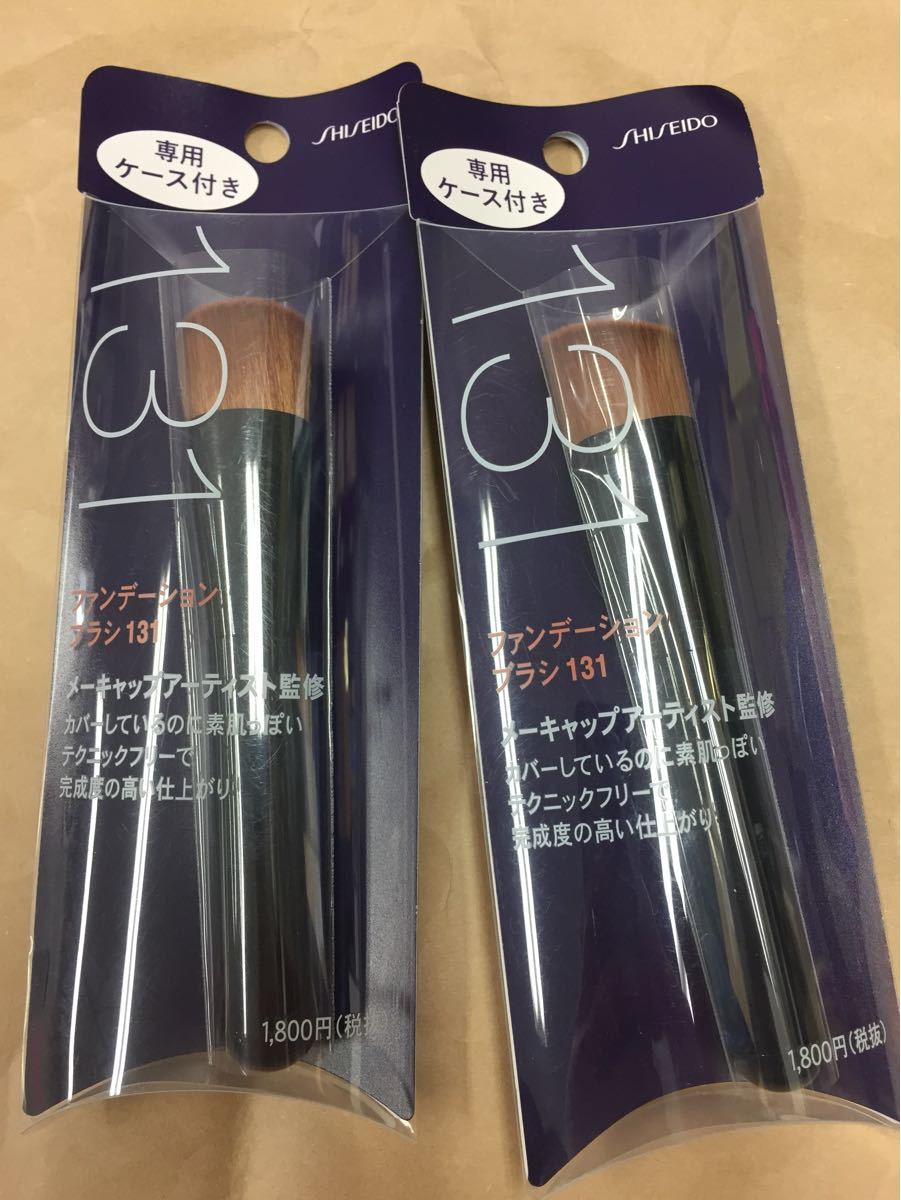 専用
ケース付き
SHISEIDO
131
ファンデーション
ブラシ 131
メーキャップアーティスト監修
カバーしているのに素肌っぽい
テクニックフリーで
完成度の高い仕上がり
1,800円(税抜)
専用
ケース付き
SHISEIDO
131
ファンデーション
ブラシ 131
メーキャップアーティスト監修
カバーしているのに素肌っぽい
テクニックフリーで
完成度の高い仕上がり
1,800円(税抜)